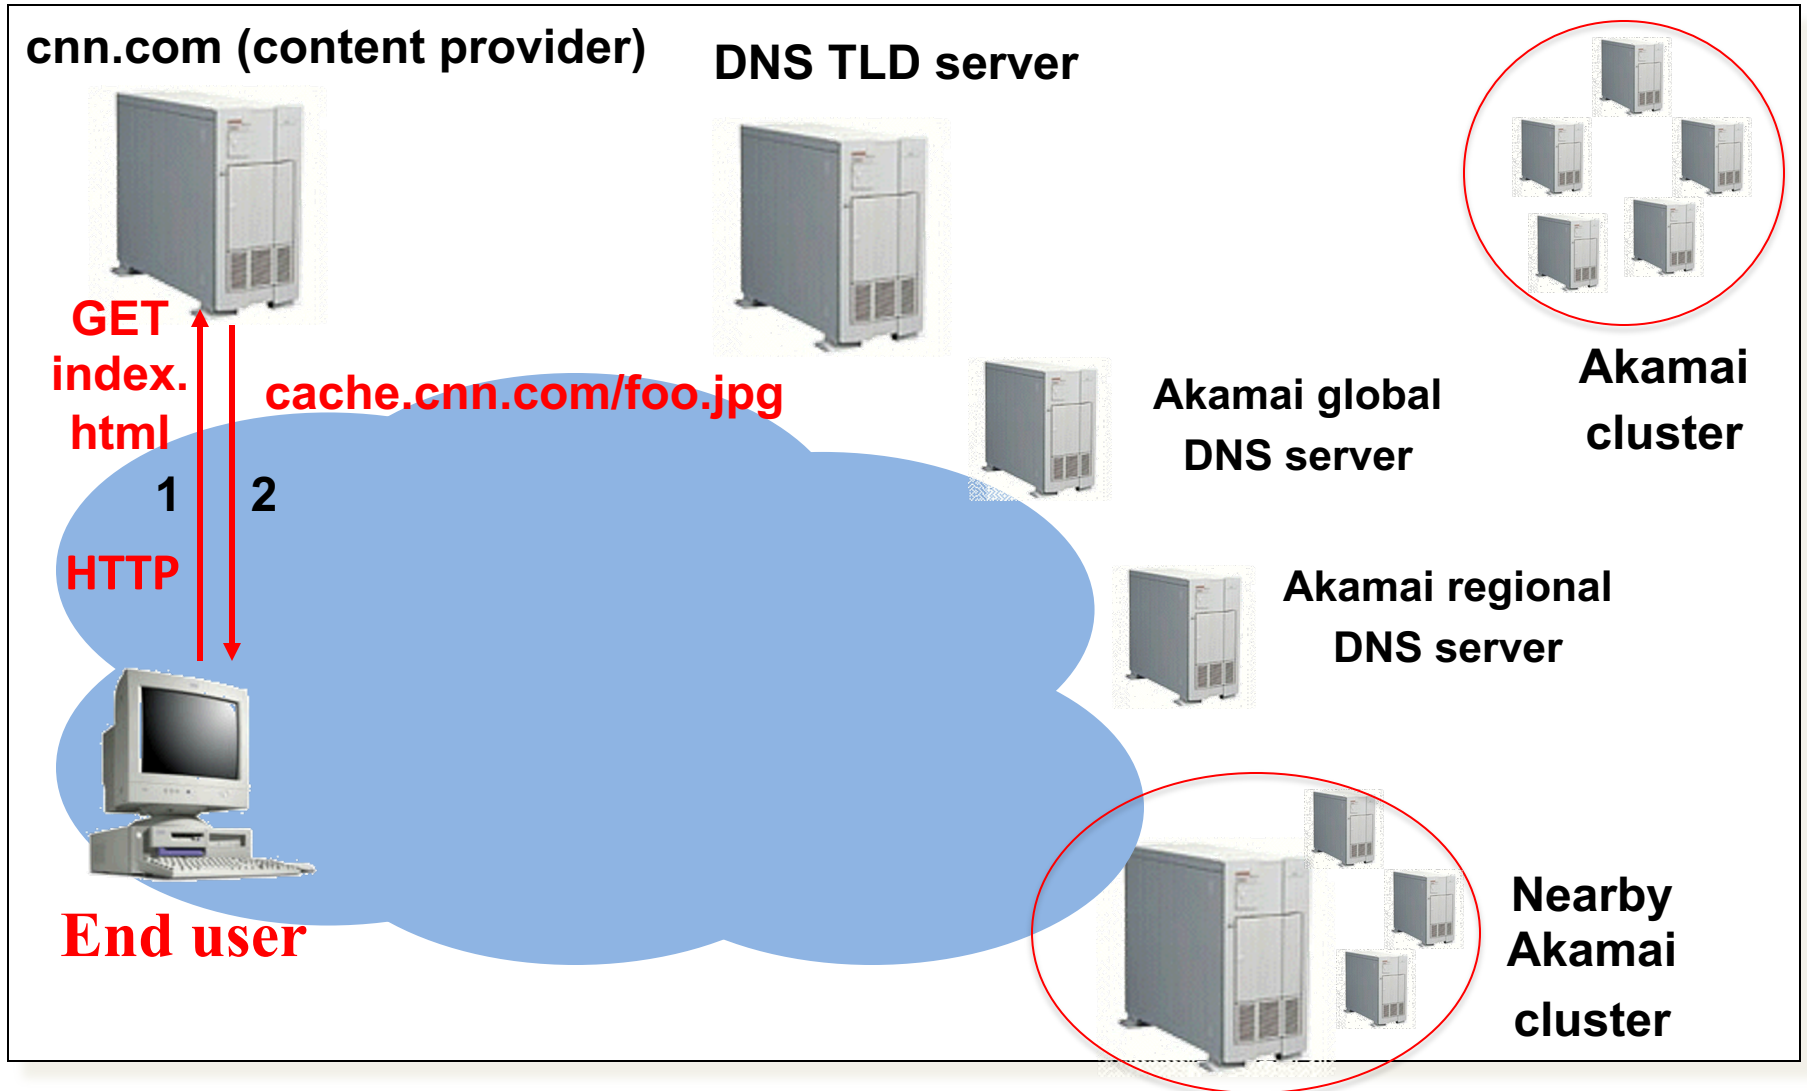 cnn.com (content provider)
DNS TLD server
GET
index.
html
cache.cnn.com/foo.jpg
1
2
HTTP
End user
Akamai global
DNS server
Akamai
cluster
Akamai regional
DNS server
Nearby
Akamai
cluster